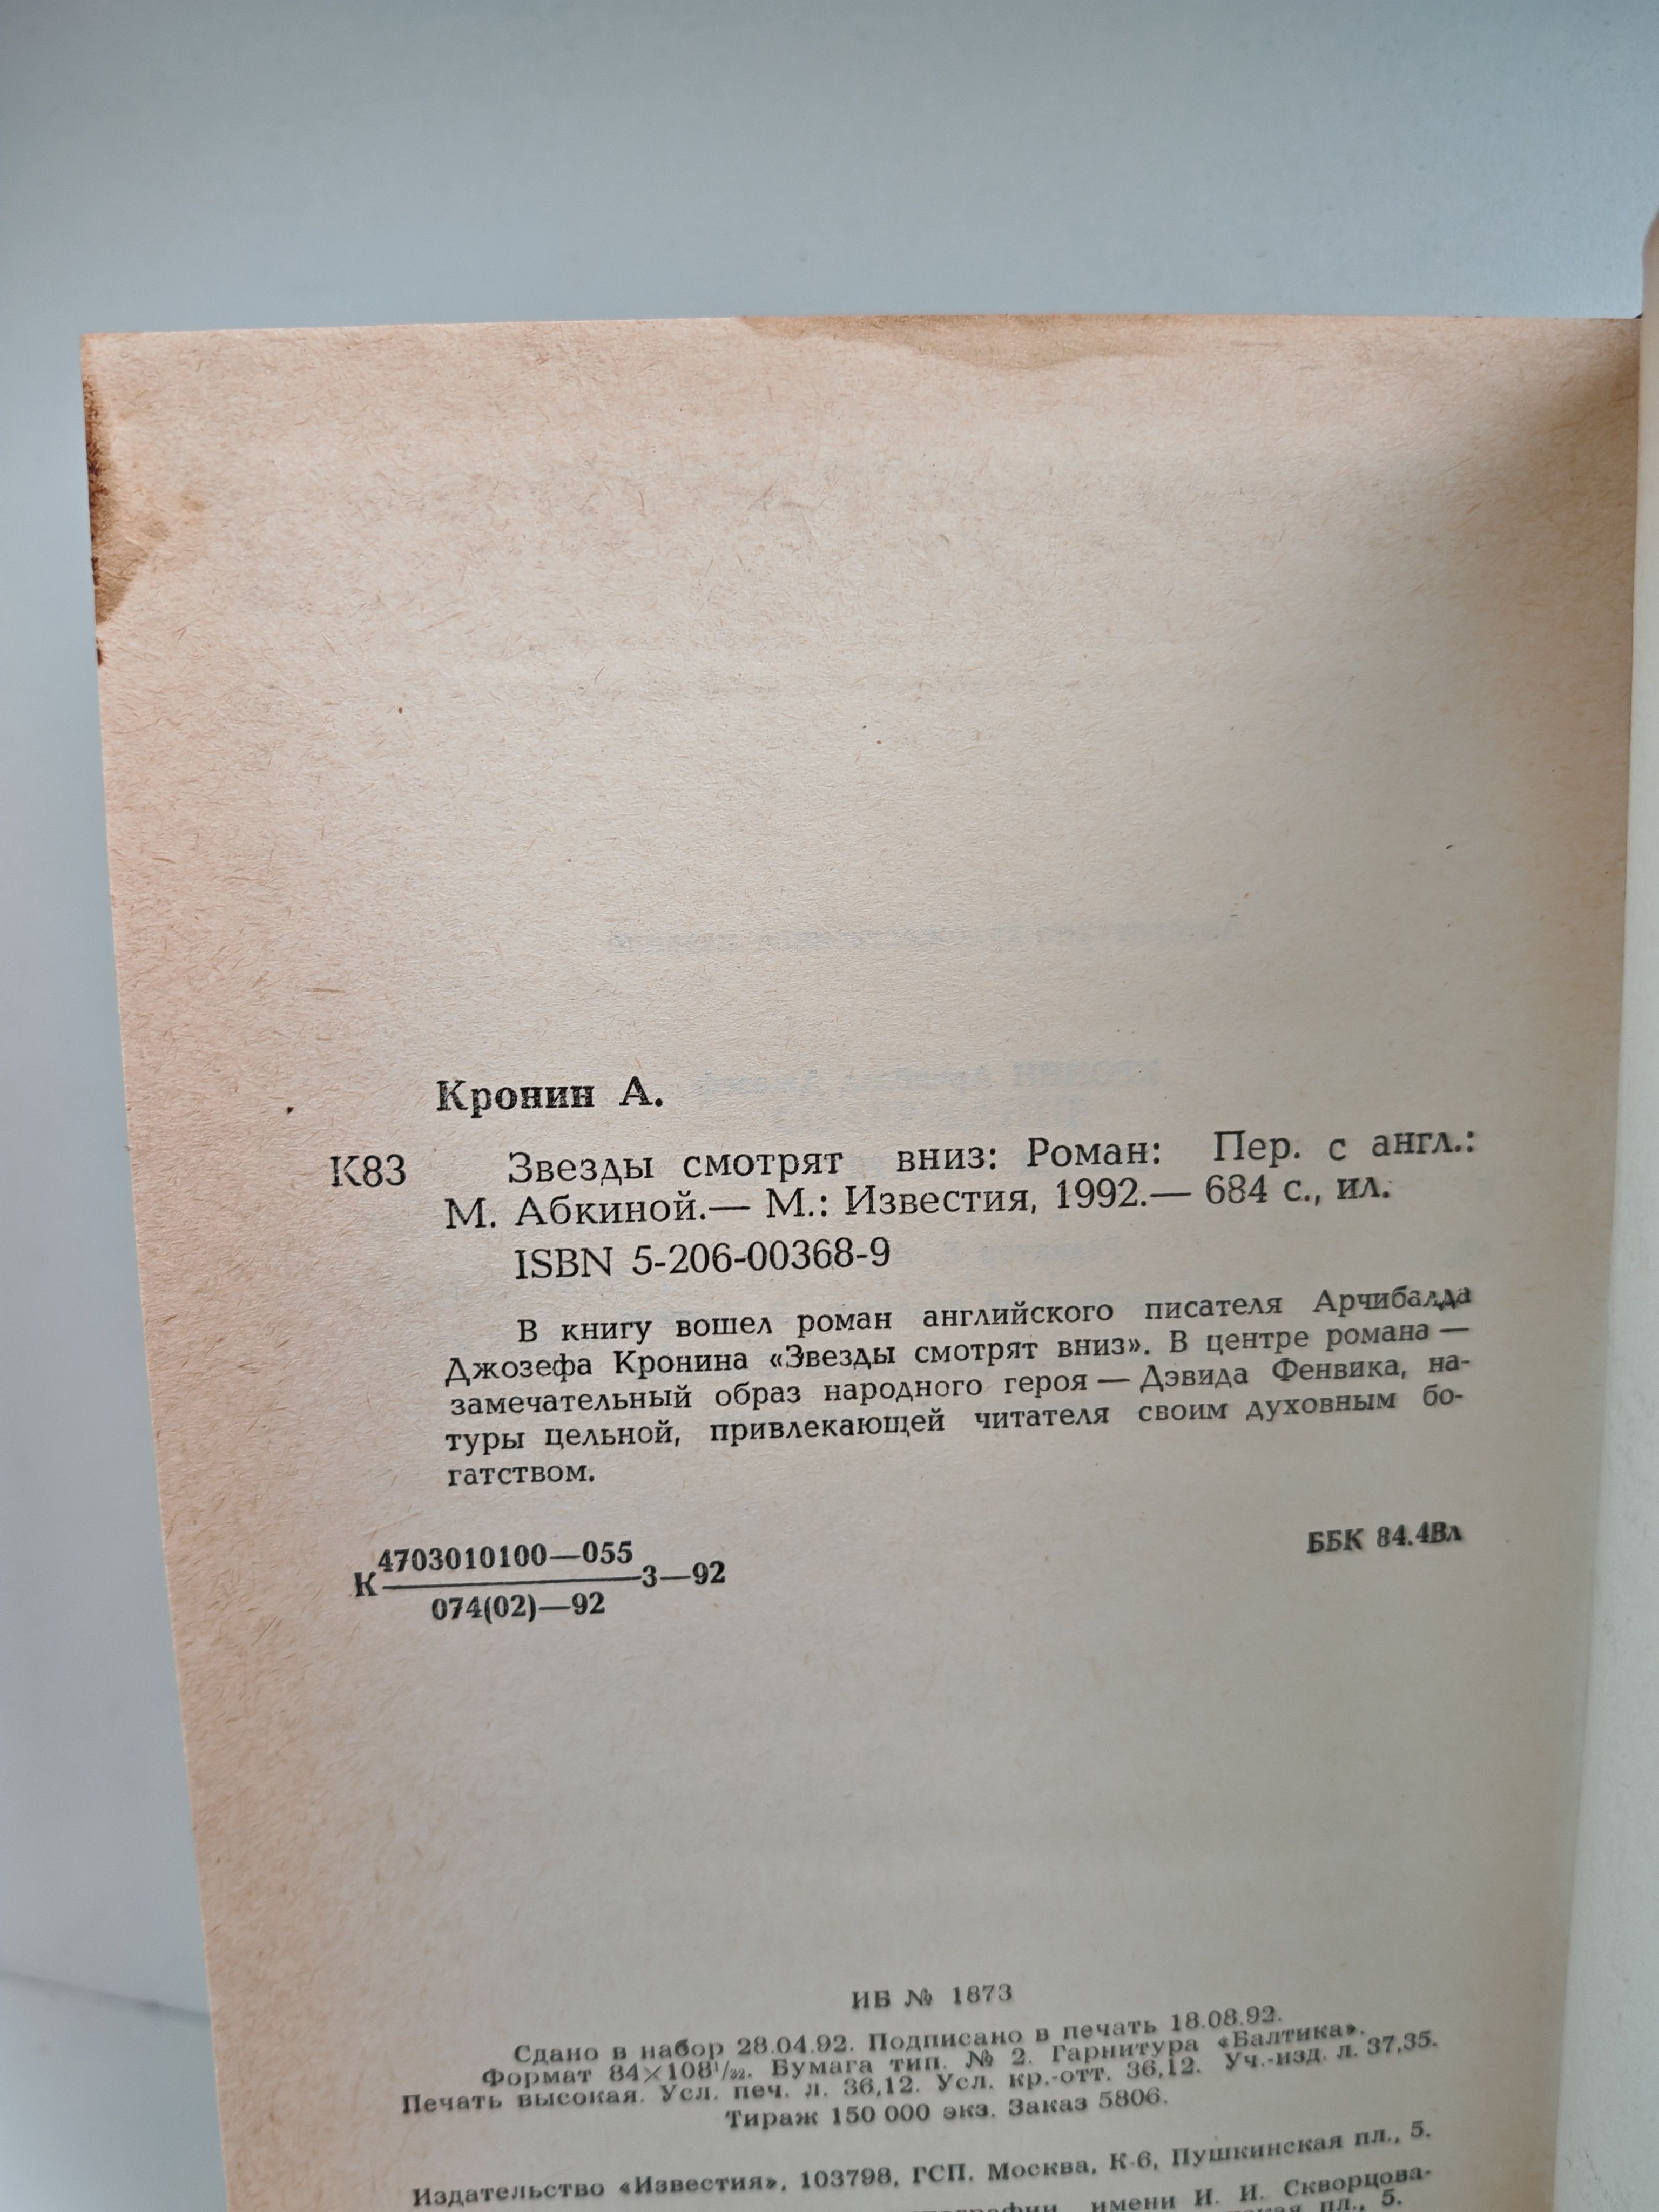 Кронин А.
К83 Звезды смотрят вниз: Роман: Пер. с англ.:
М. Абкиной.— М.: Известия, 1992.— 684 с., ил.
ISBN 5-206-00368-9
В книгу вошел роман английского писателя Арчибалда
Джозефа Кронина «Звезды смотрят вниз». В центре романа —
замечательный образ народного героя — Дэвида Фенвика, на-
туры цельной, привлекающей читателя своим духовным бо-
гатством.
К 4703010100—055 3—92
074(02)—92
ББК 84.4Вл
ИБ № 1873
Сдано в набор 28.04.92. Подписано в печать 18.08.92.
Формат 84×108¹/₃₂. Бумага тип. № 2. Гарнитура «Балтика».
Печать высокая. Усл. печ. л. 36,12. Усл. кр.-отт. 36,12. Уч.-изд. л. 37,35.
Тираж 150 000 экз. Заказ 5806.
Издательство «Известия», 103798, ГСП. Москва, К-6, Пушкинская пл., 5.
имени И. И. Скворцова-
пл., 5.